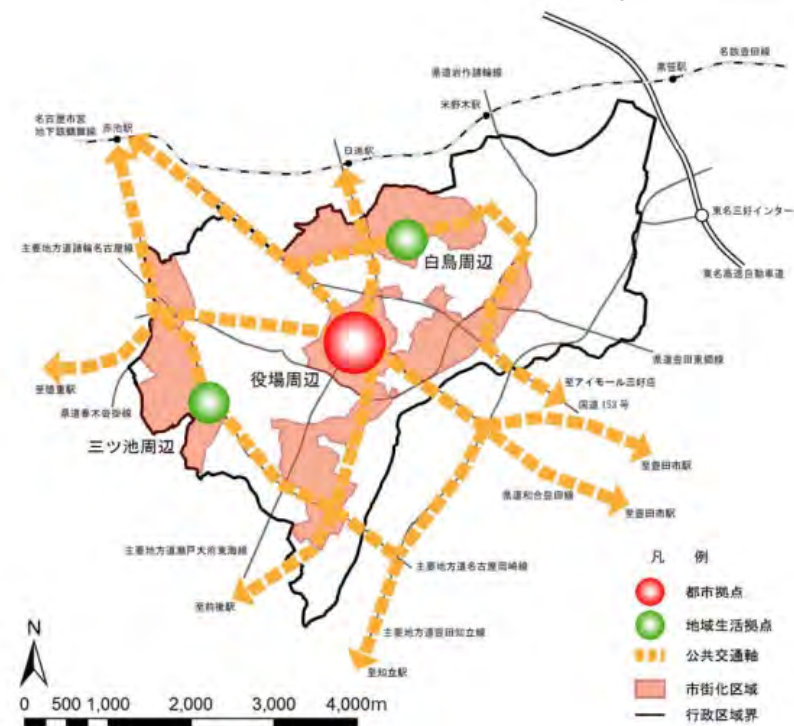 県道岩作諸輪線
黒笹駅
名鉄豊田線
米野木駅
名古屋市営
地下鉄鶴舞線
赤池駅
日進駅
東名三好インター
主要地方道諸輪名古屋線
白鳥周辺
東名高速自動車道
県道豊田東郷線
役場周辺
至徳重駅
至アイモール三好店
国道153号
県道春木沓掛線
三ツ池周辺
至豊田市駅
県道和合豊田線
至豊田市駅
主要地方道瀬戸大府東海線
主要地方道名古屋岡崎線
至前後駅
主要地方道豊田知立線
至知立駅
凡 例
都市拠点
地域生活拠点
公共交通軸
市街化区域
行政区域界
N
0 500 1,000 2,000 3,000 4,000m